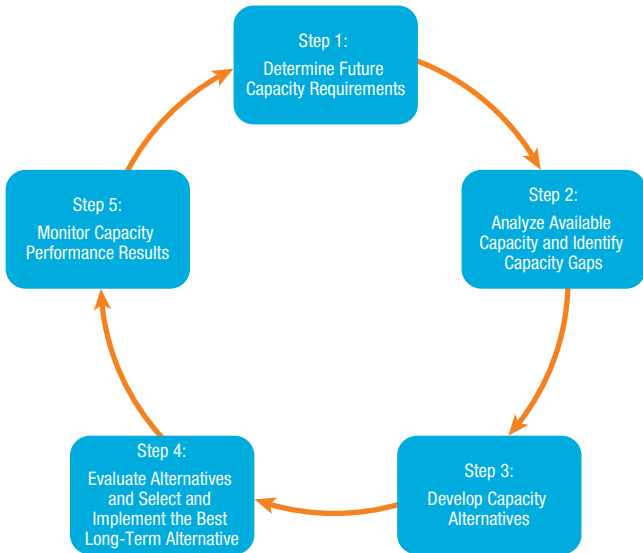 Step 1:
Determine Future
Capacity Requirements
Step 2:
Analyze Available
Capacity and Identify
Capacity Gaps
Step 3:
Develop Capacity
Alternatives
Step 4:
Evaluate Alternatives
and Select and
Implement the Best
Long-Term Alternative
Step 5:
Monitor Capacity
Performance Results